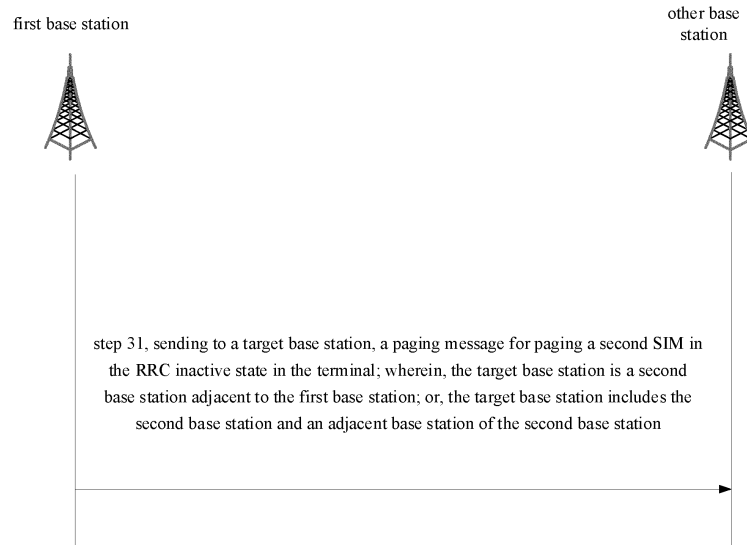 first base station
other base
station
step 31, sending to a target base station, a paging message for paging a second SIM in
the RRC inactive state in the terminal; wherein, the target base station is a second
base station adjacent to the first base station; or, the target base station includes the
second base station and an adjacent base station of the second base station